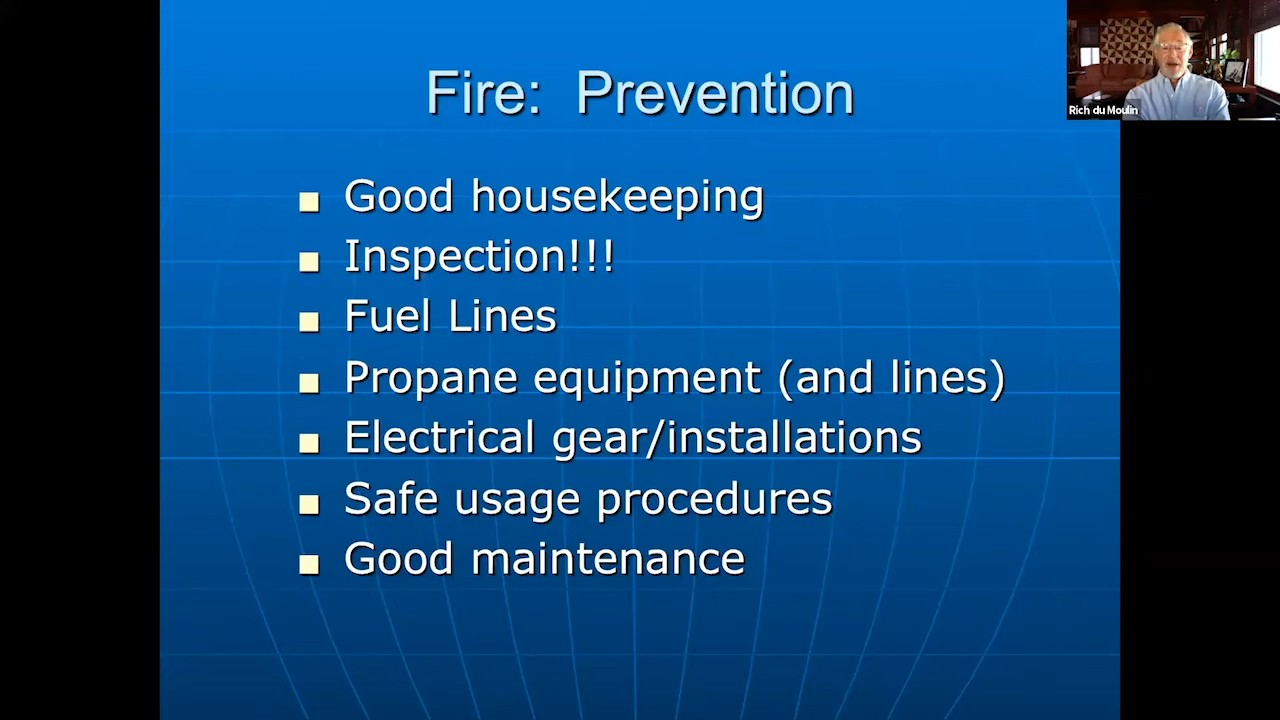 Fire: Prevention
Rich du Moulin
Good housekeeping
Inspection!!!
Fuel Lines
Propane equipment (and lines)
Electrical gear/installations
Safe usage procedures
Good maintenance